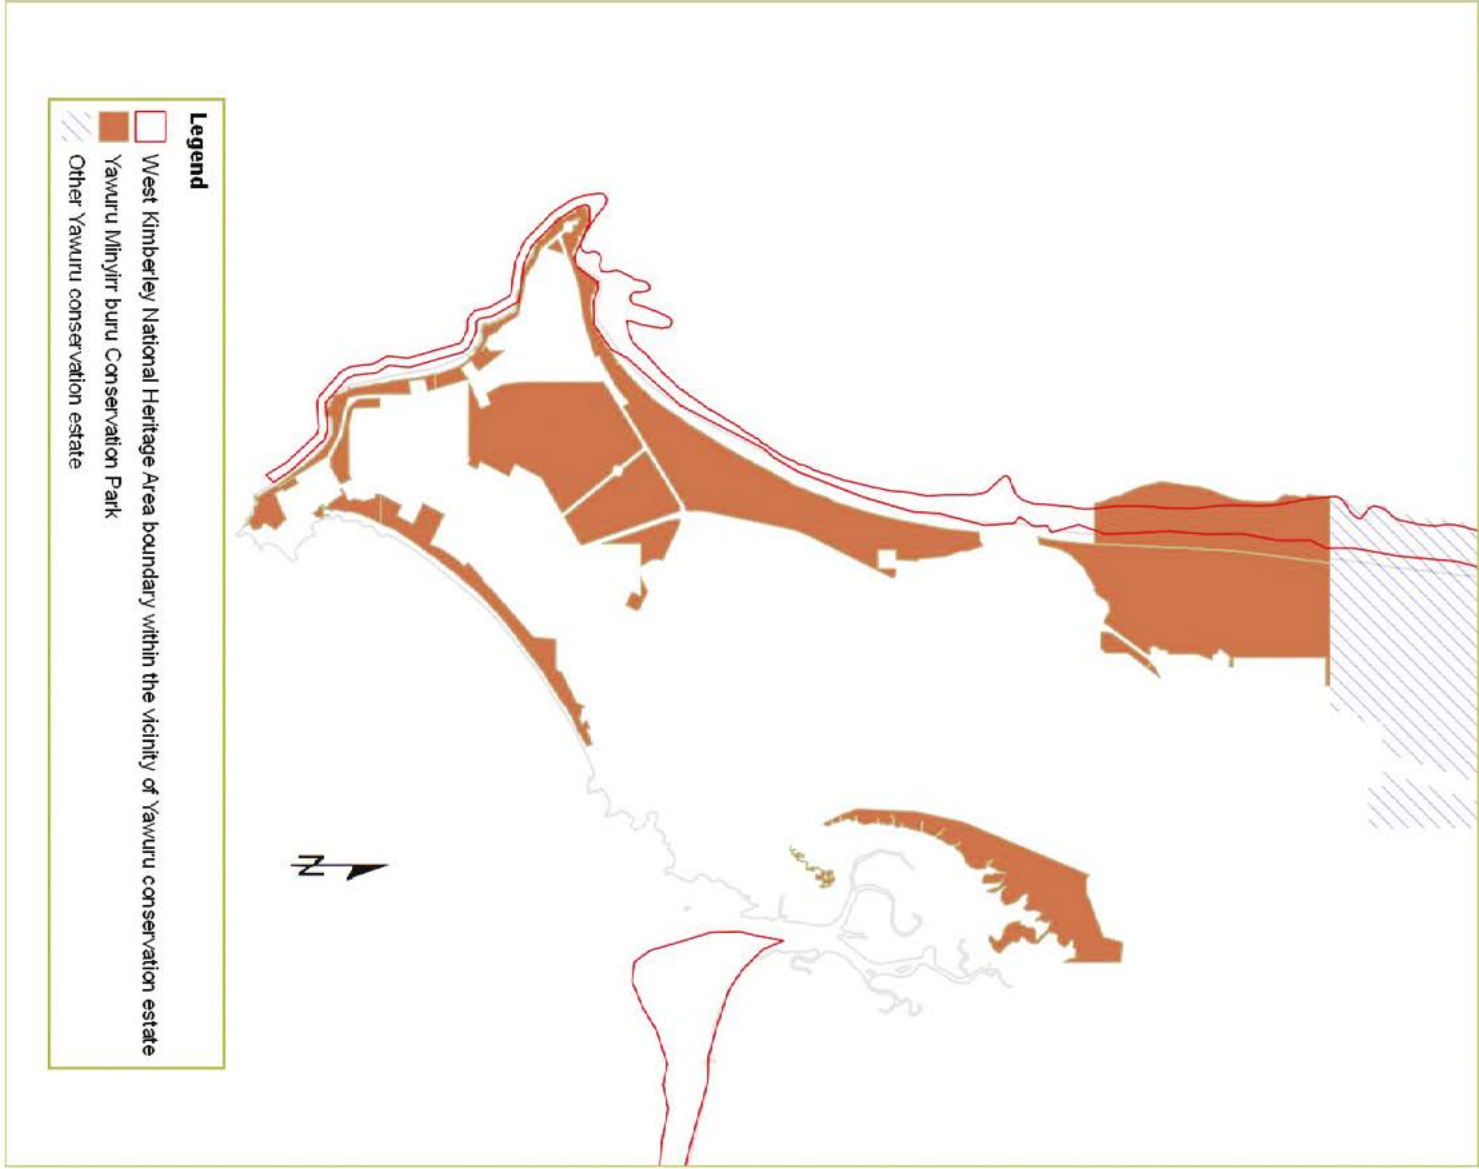 Legend
West Kimberley National Heritage Area boundary within the vicinity of Yawuru conservation estate
Yawuru Minyirr buru Conservation Park
Other Yawuru conservation estate
N